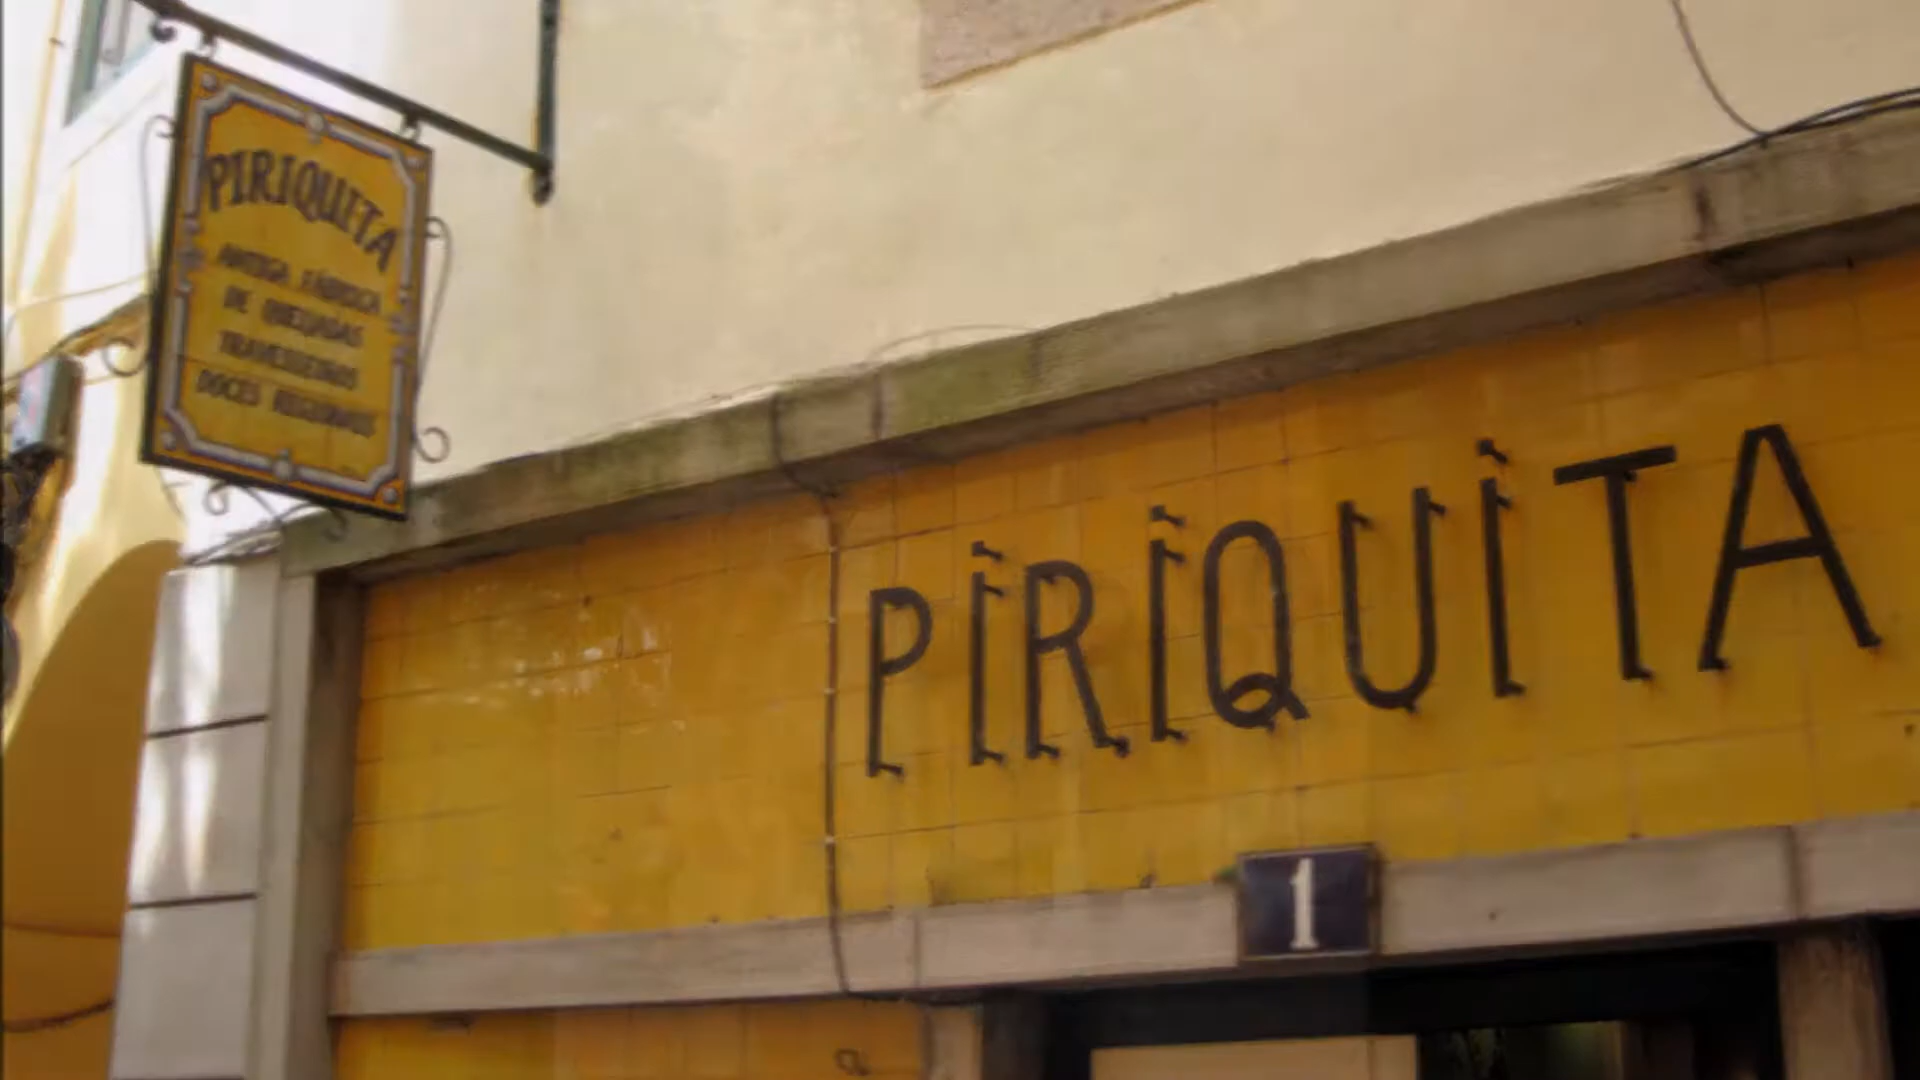 PIRIQUITA
ANTIGA FÁBRICA
DE QUEIJADAS
TRAVESSEIROS
DOCES REGIONAIS
PIRIQUITA
1